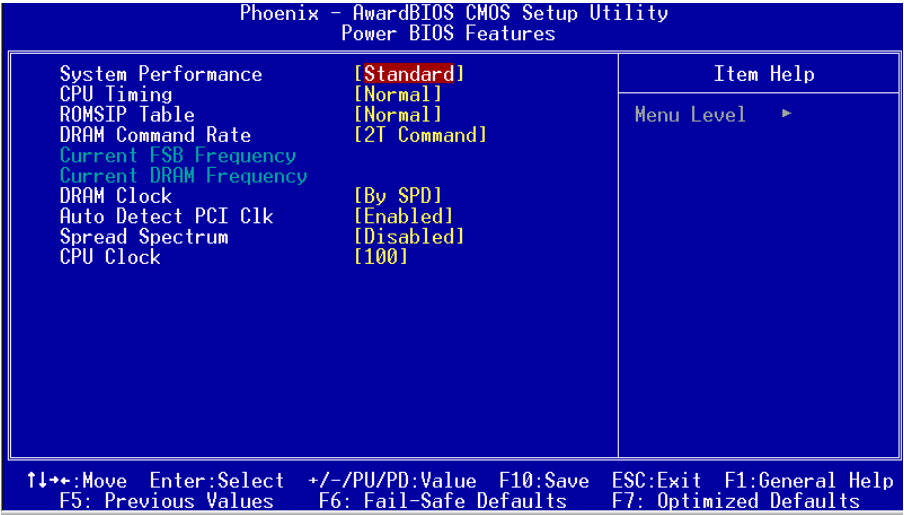 Phoenix - AwardBIOS CMOS Setup Utility
Power BIOS Features
System Performance [Standard]
CPU Timing [Normal]
ROMSIP Table [Normal]
DRAM Command Rate [2T Command]
Current FSB Frequency
Current DRAM Frequency
DRAM Clock [By SPD]
Auto Detect PCI Clk [Enabled]
Spread Spectrum [Disabled]
CPU Clock [100]
Item Help
Menu Level ►
↑↓→←:Move Enter:Select +/-/PU/PD:Value F10:Save ESC:Exit F1:General Help
F5: Previous Values F6: Fail-Safe Defaults F7: Optimized Defaults